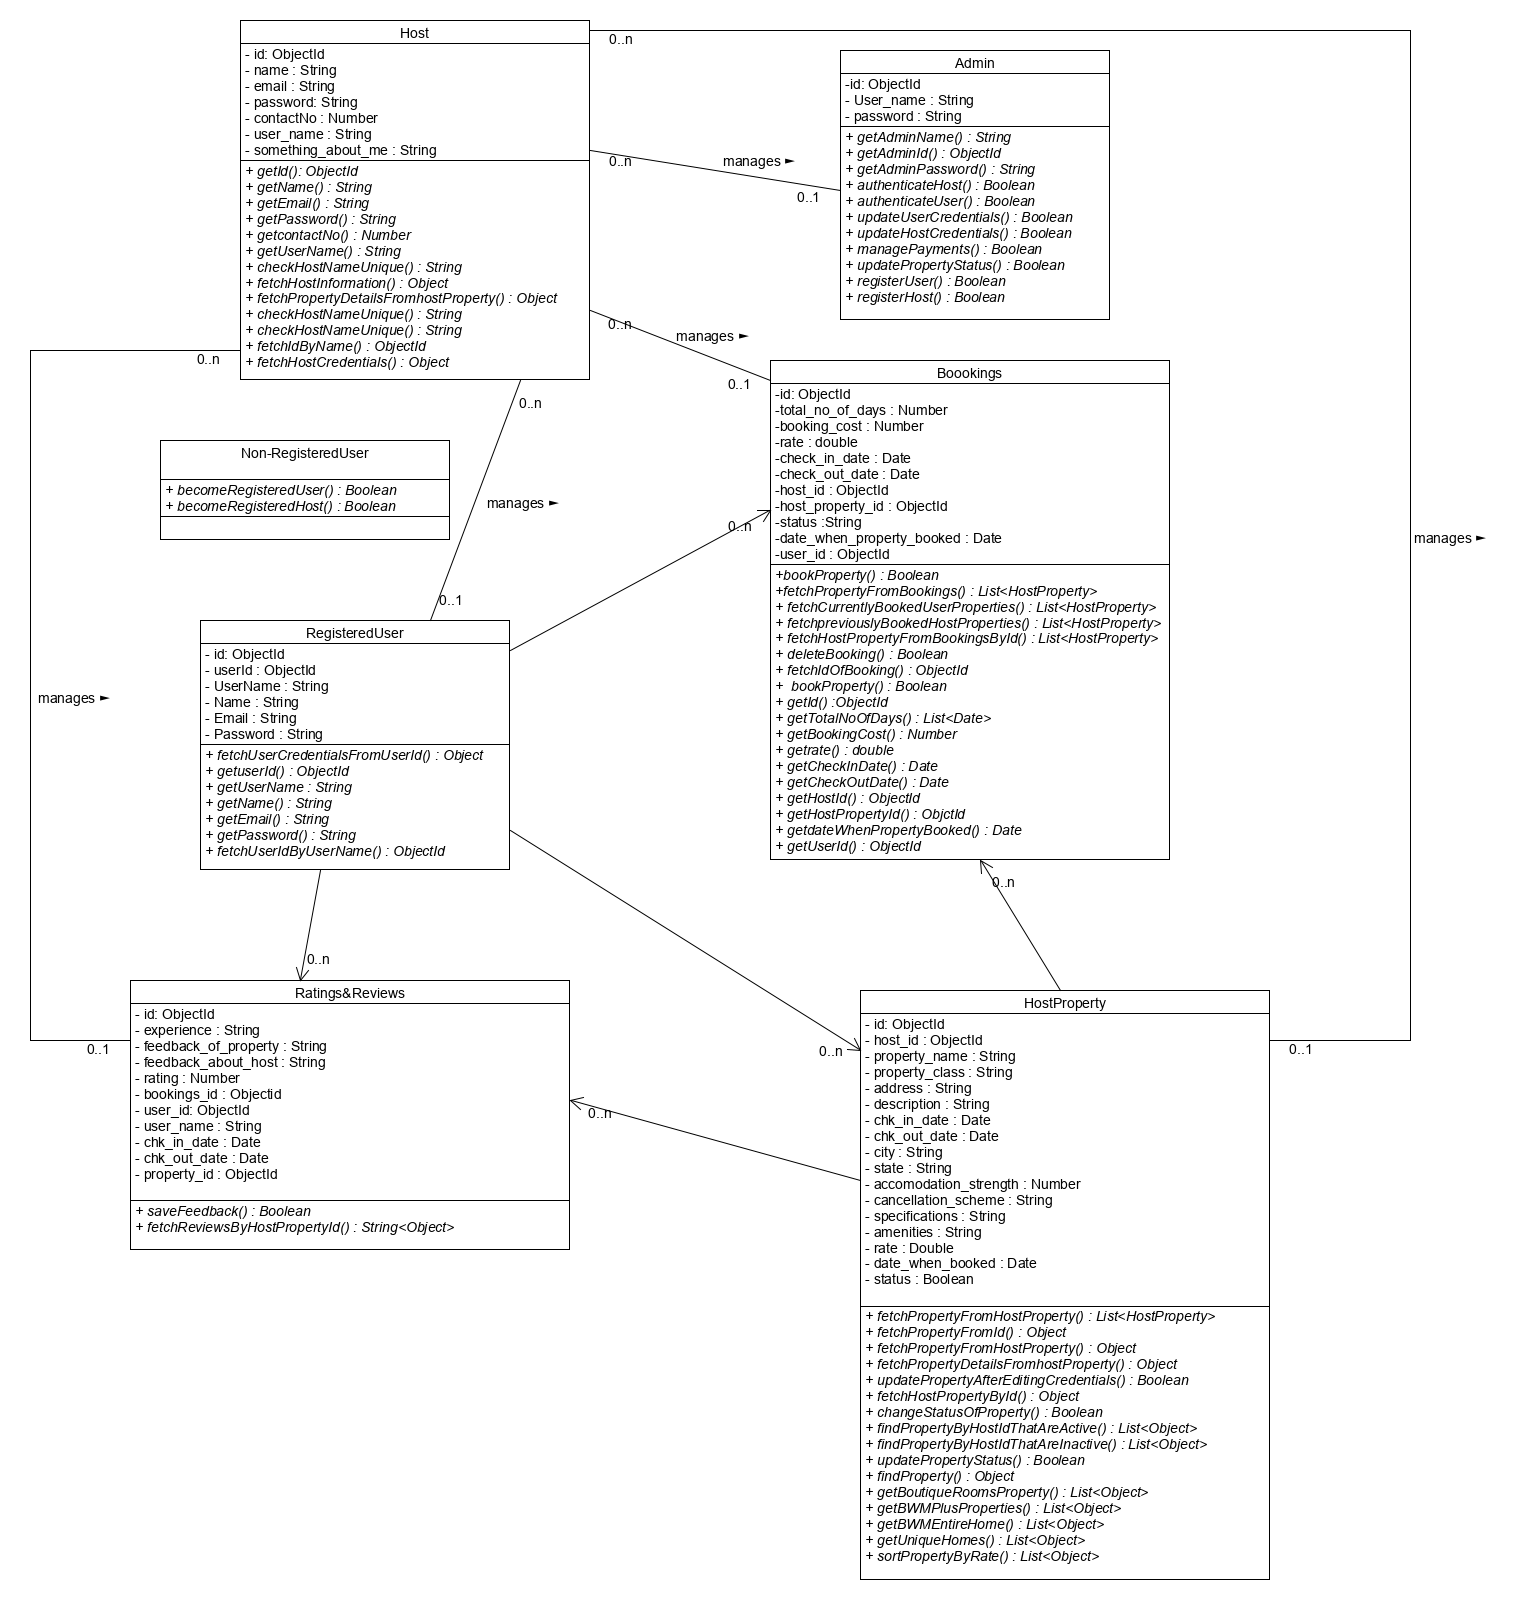 Host
- id: ObjectId
- name : String
- email : String
- password: String
- contactNo : Number
- user_name : String
- something_about_me : String
+ getId(): ObjectId
+ getName() : String
+ getEmail() : String
+ getPassword() : String
+ getcontactNo() : Number
+ getUserName() : String
+ checkHostNameUnique() : String
+ fetchHostInformation() : Object
+ fetchPropertyDetailsFromhostProperty() : Object
+ checkHostNameUnique() : String
+ checkHostNameUnique() : String
+ fetchIdByName() : ObjectId
+ fetchHostCredentials() : Object
0..n
0..n
manages ►
0..1
Admin
-id: ObjectId
- User_name : String
- password : String
+ getAdminName() : String
+ getAdminId() : ObjectId
+ getAdminPassword() : String
+ authenticateHost() : Boolean
+ authenticateUser() : Boolean
+ updateUserCredentials() : Boolean
+ updateHostCredentials() : Boolean
+ managePayments() : Boolean
+ updatePropertyStatus() : Boolean
+ registerUser() : Boolean
+ registerHost() : Boolean
0..n
manages ►
0..1
0..n
0..n
Non-RegisteredUser
+ becomeRegisteredUser() : Boolean
+ becomeRegisteredHost() : Boolean
manages ►
0..n
0..1
Boookings
-id: ObjectId
-total_no_of_days : Number
-booking_cost : Number
-rate : double
-check_in_date : Date
-check_out_date : Date
-host_id : ObjectId
-host_property_id : ObjectId
-status :String
-date_when_property_booked : Date
-user_id : ObjectId
+bookProperty() : Boolean
+fetchPropertyFromBookings() : List<HostProperty>
+ fetchCurrentlyBookedUserProperties() : List<HostProperty>
+ fetchpreviouslyBookedHostProperties() : List<HostProperty>
+ fetchHostPropertyFromBookingsById() : List<HostProperty>
+ deleteBooking() : Boolean
+ fetchIdOfBooking() : ObjectId
+  bookProperty() : Boolean
+ getId() :ObjectId
+ getTotalNoOfDays() : List<Date>
+ getBookingCost() : Number
+ getrate() : double
+ getCheckInDate() : Date
+ getCheckOutDate() : Date
+ getHostId() : ObjectId
+ getHostPropertyId() : ObjctId
+ getdateWhenPropertyBooked() : Date
+ getUserId() : ObjectId
manages ►
manages ►
RegisteredUser
- id: ObjectId
- userId : ObjectId
- UserName : String
- Name : String
- Email : String
- Password : String
+ fetchUserCredentialsFromUserId() : Object
+ getuserId() : ObjectId
+ getUserName : String
+ getName() : String
+ getEmail() : String
+ getPassword() : String
+ fetchUserIdByUserName() : ObjectId
0..n
0..n
0..n
0..1
0..1
0..n
Ratings&Reviews
- id: ObjectId
- experience : String
- feedback_of_property : String
- feedback_about_host : String
- rating : Number
- bookings_id : Objectid
- user_id: ObjectId
- user_name : String
- chk_in_date : Date
- chk_out_date : Date
- property_id : ObjectId
+ saveFeedback() : Boolean
+ fetchReviewsByHostPropertyId() : String<Object>
HostProperty
- id: ObjectId
- host_id : ObjectId
- property_name : String
- property_class : String
- address : String
- description : String
- chk_in_date : Date
- chk_out_date : Date
- city : String
- state : String
- accomodation_strength : Number
- cancellation_scheme : String
- specifications : String
- amenities : String
- rate : Double
- date_when_booked : Date
- status : Boolean
+ fetchPropertyFromHostProperty() : List<HostProperty>
+ fetchPropertyFromId() : Object
+ fetchPropertyFromHostProperty() : Object
+ fetchPropertyDetailsFromhostProperty() : Object
+ updatePropertyAfterEditingCredentials() : Boolean
+ fetchHostPropertyById() : Object
+ changeStatusOfProperty() : Boolean
+ findPropertyByHostIdThatAreActive() : List<Object>
+ findPropertyByHostIdThatAreInactive() : List<Object>
+ updatePropertyStatus() : Boolean
+ findProperty() : Object
+ getBoutiqueRoomsProperty() : List<Object>
+ getBWMPlusProperties() : List<Object>
+ getBWMEntireHome() : List<Object>
+ getUniqueHomes() : List<Object>
+ sortPropertyByRate() : List<Object>